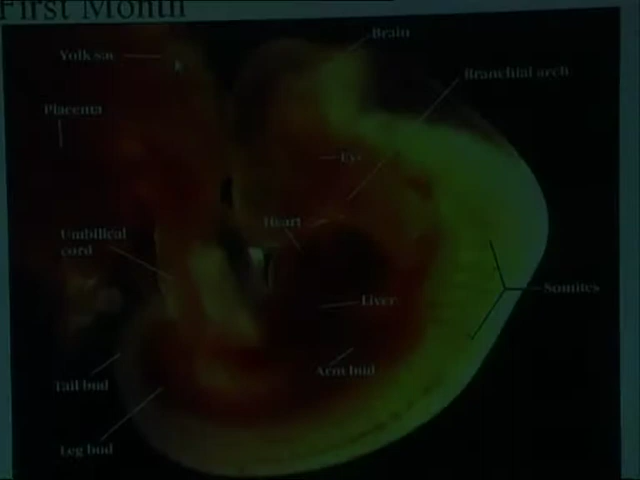 First Month
Brain
Yolk sac
Branchial arch
Placenta
Eye
Heart
Umbilical
cord
Somites
Liver
Arm bud
Tail bud
Leg bud